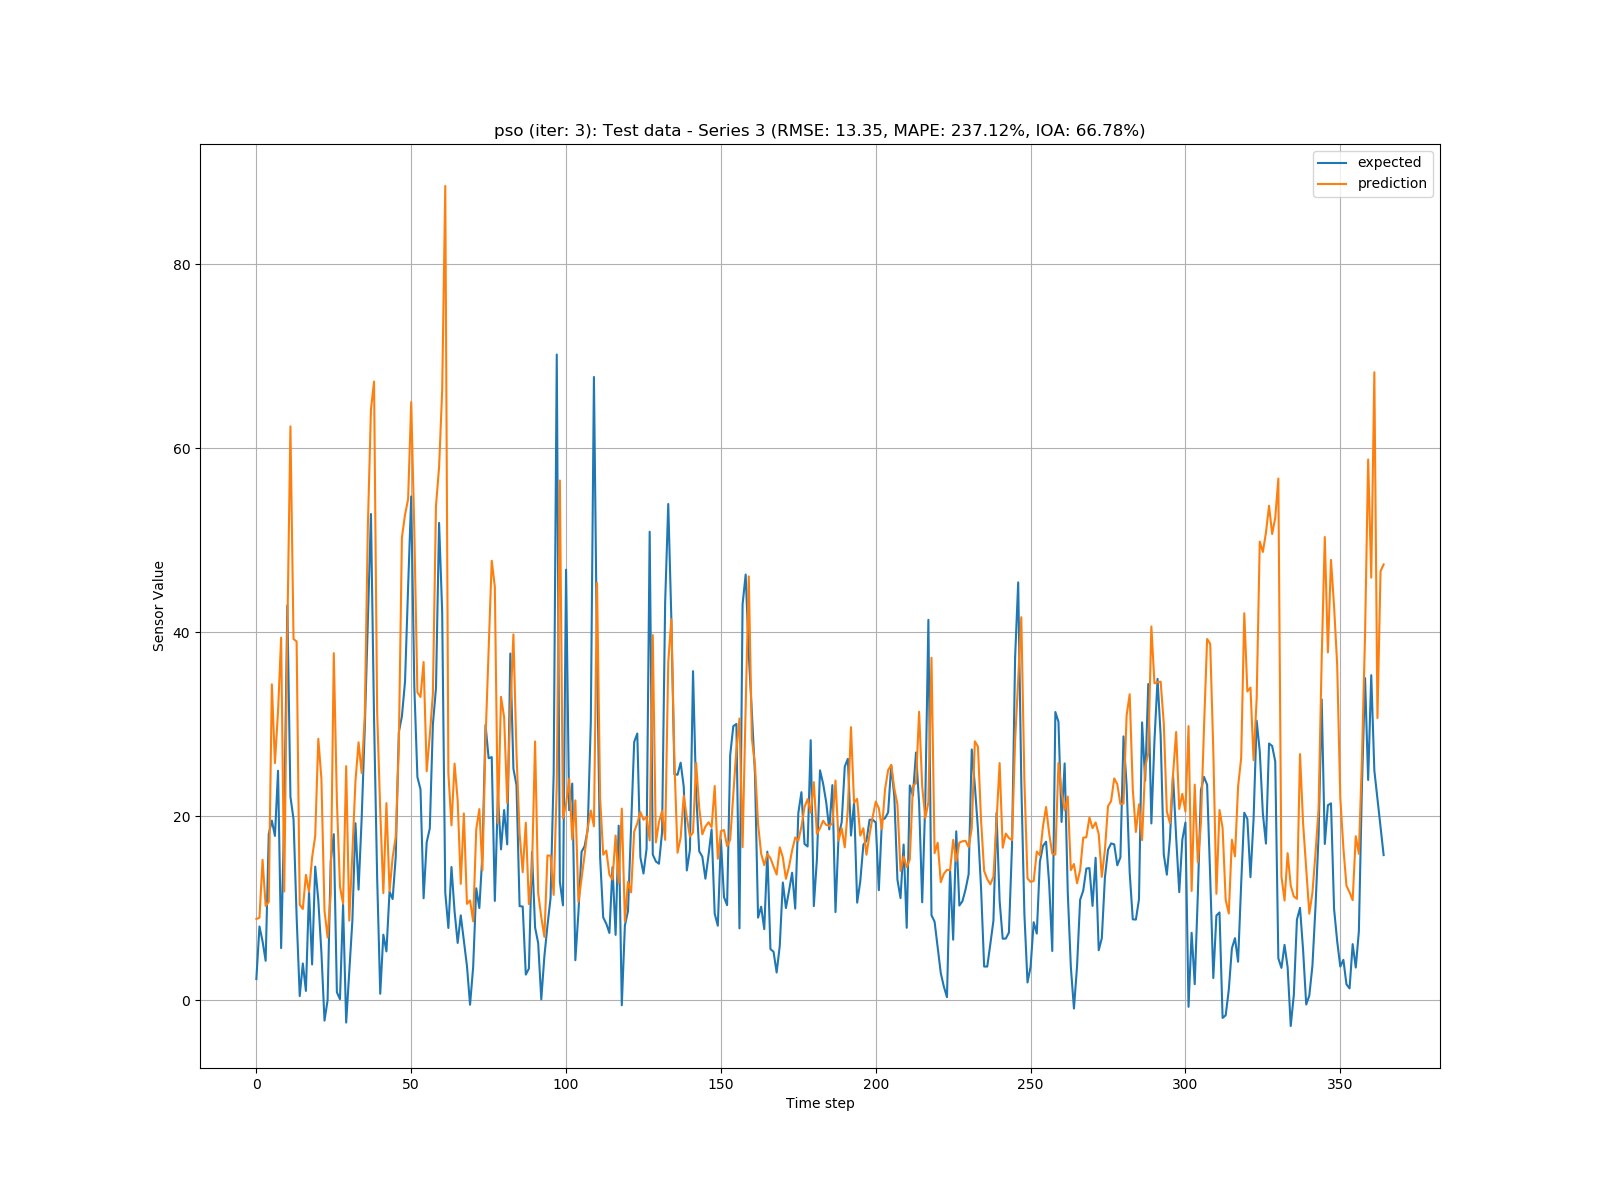 pso (iter: 3): Test data - Series 3 (RMSE: 13.35, MAPE: 237.12%, IOA: 66.78%)
expected
prediction
80
60
40
20
0
Sensor Value
0 50 100 150 200 250 300 350
Time step